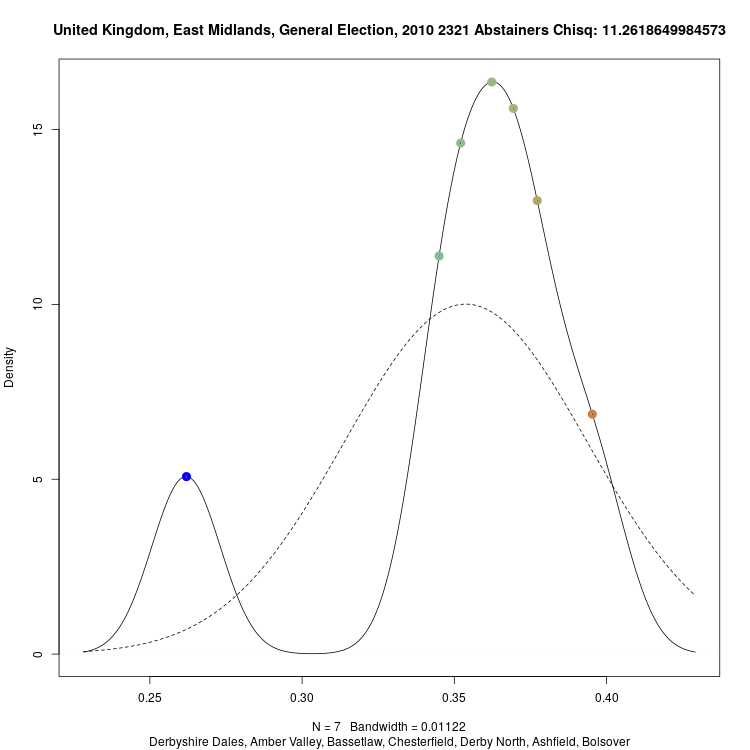 United Kingdom, East Midlands, General Election, 2010 2321 Abstainers Chisq: 11.2618649984573
Density
15
10
5
0
0.25 0.30 0.35 0.40
N = 7 Bandwidth = 0.01122
Derbyshire Dales, Amber Valley, Bassetlaw, Chesterfield, Derby North, Ashfield, Bolsover